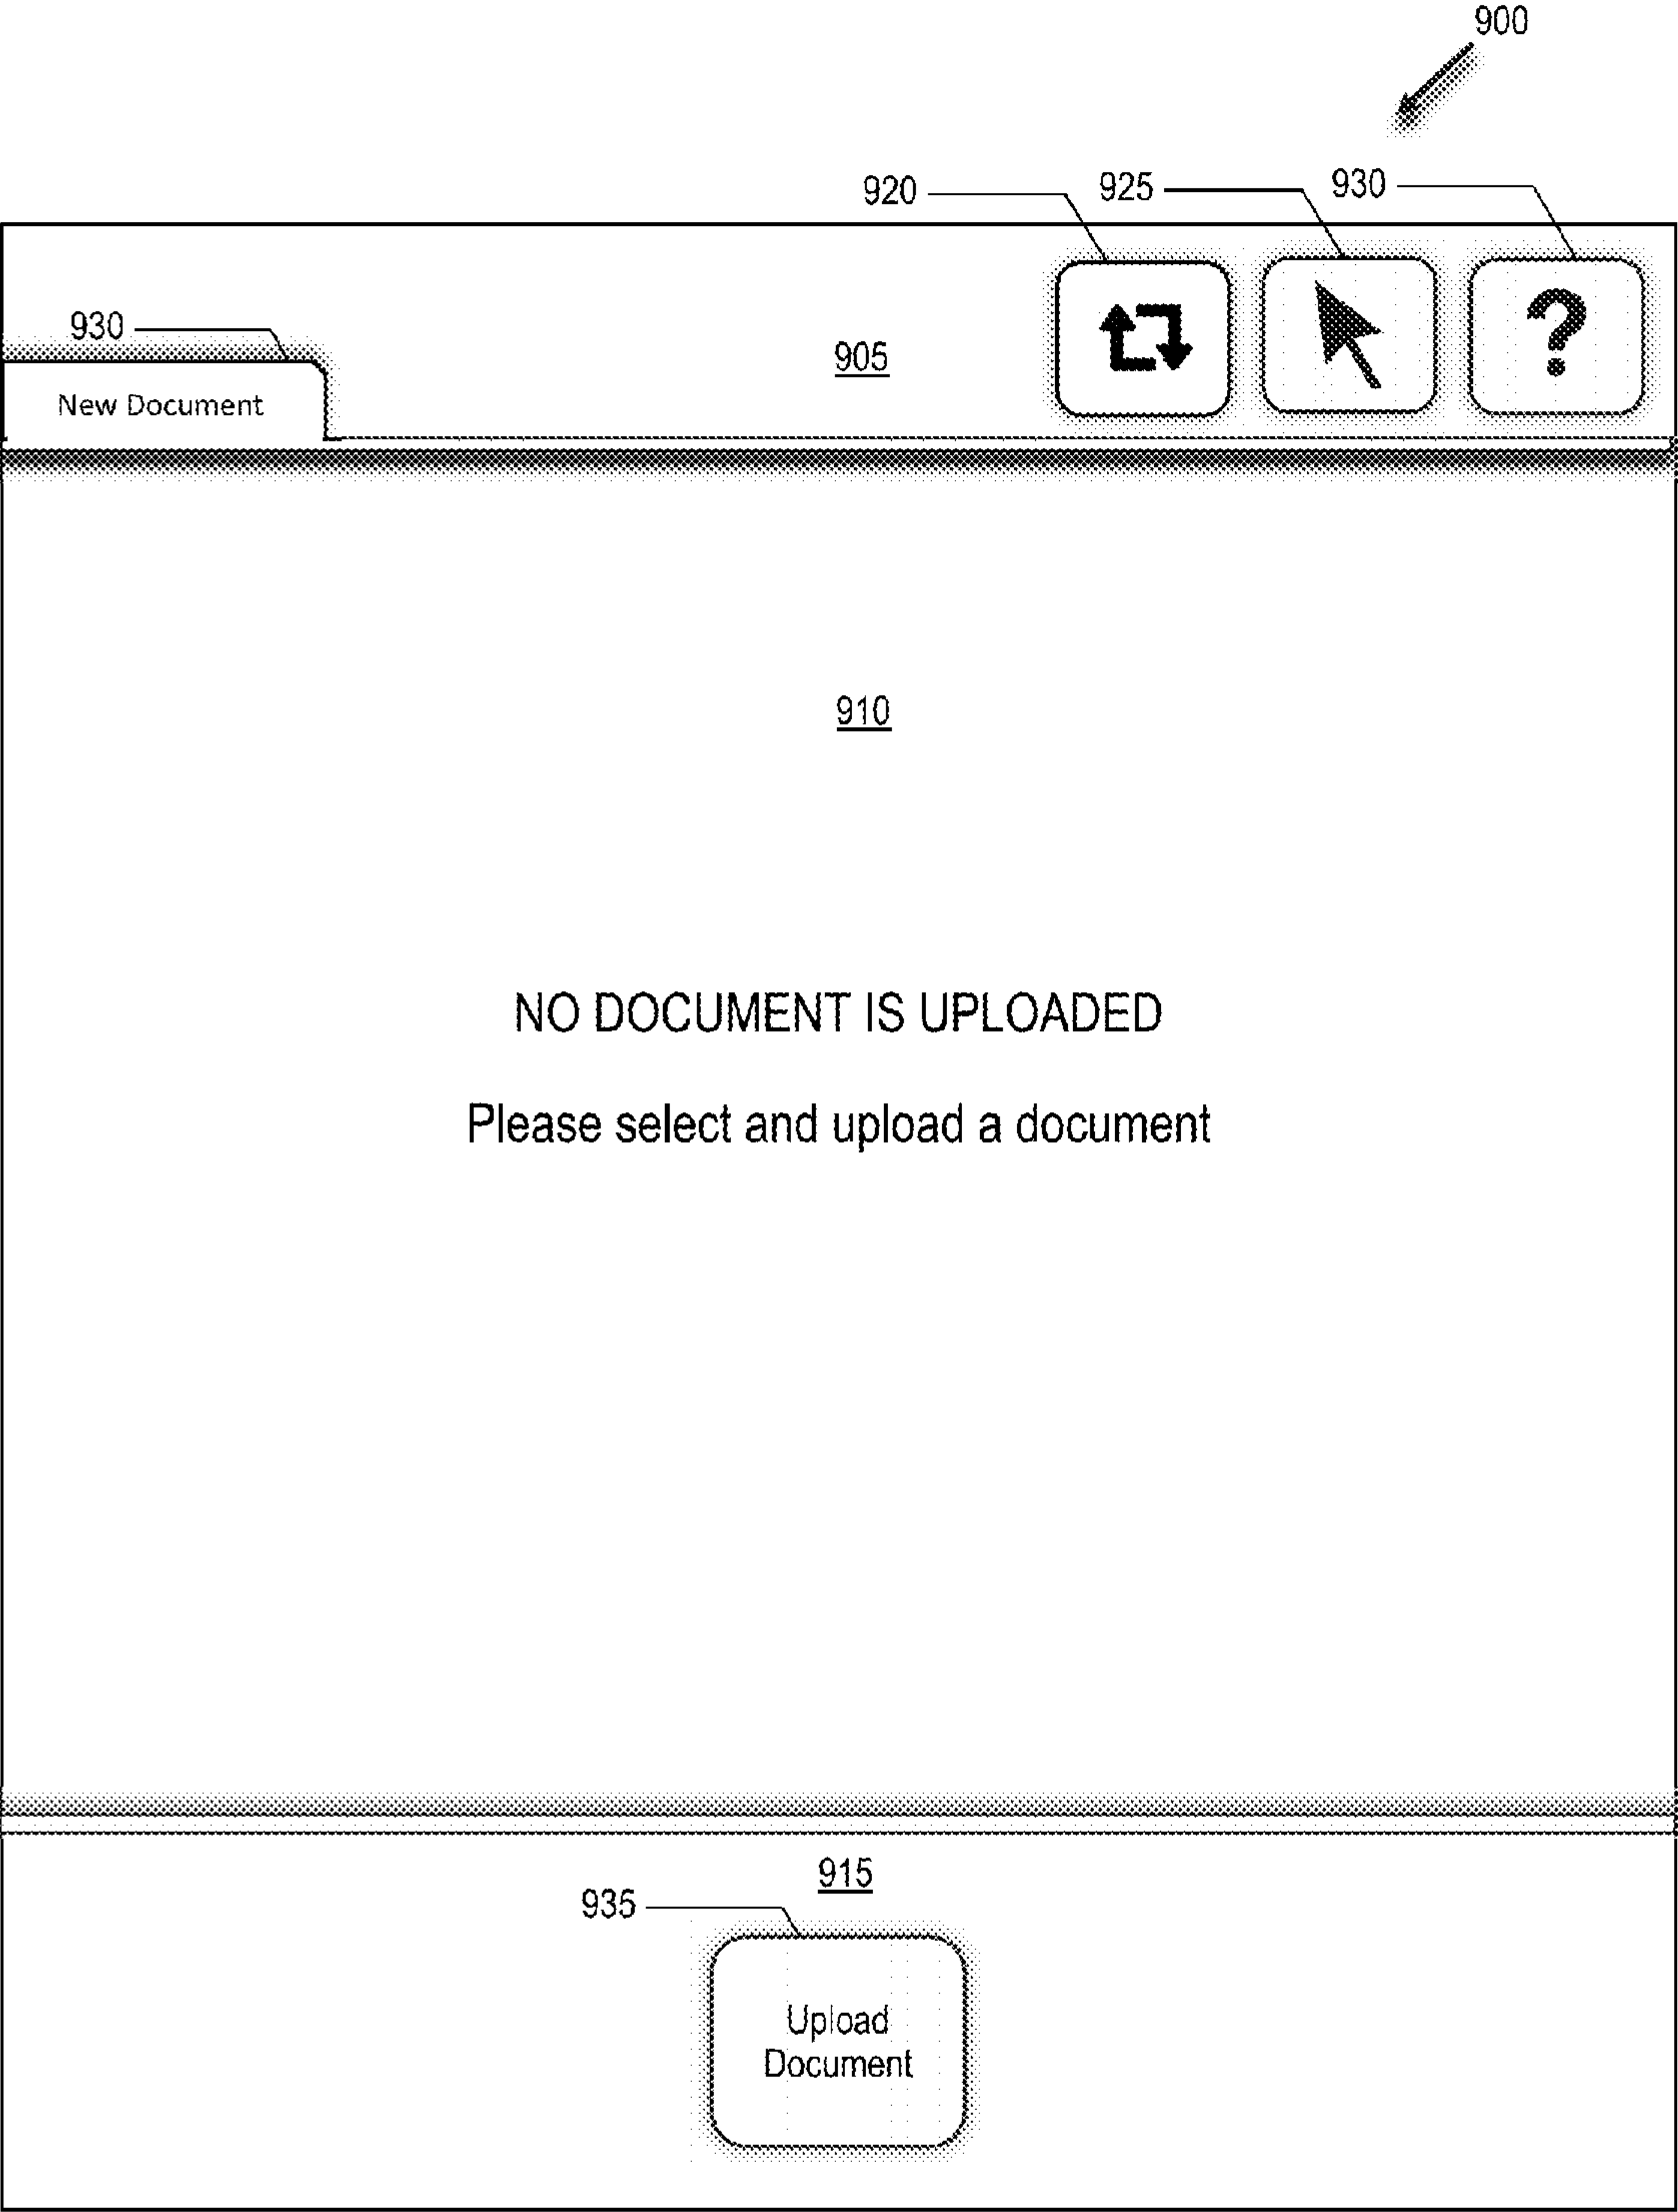 900
920 925 930
?
930
905
New Document
910
NO DOCUMENT IS UPLOADED
Please select and upload a document
915
935
Upload
Document